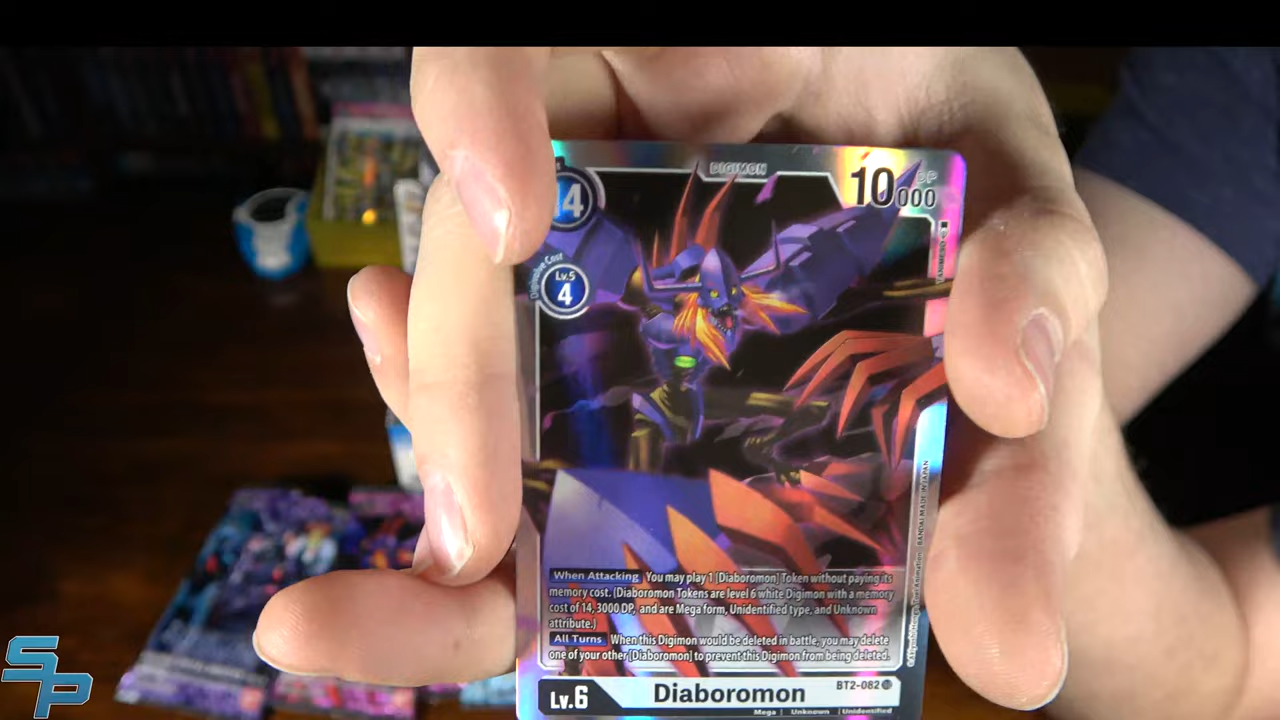 DIGIMON
14
10000
DP
Digivolve Cost
Lv.5
4
When Attacking You may play 1 [Diaboromon] Token without paying its
memory cost. (Diaboromon Tokens are level 6 white Digimon with a memory
cost of 14, 3000 DP, and are Mega form, Unidentified type, and Unknown
attribute.)
All Turns When this Digimon would be deleted in battle, you may delete
one of your other [Diaboromon] to prevent this Digimon from being deleted.
BANDAI MADE IN JAPAN
Lv.6
Diaboromon
BT2-082
Mega | Unknown | Unidentified
SP